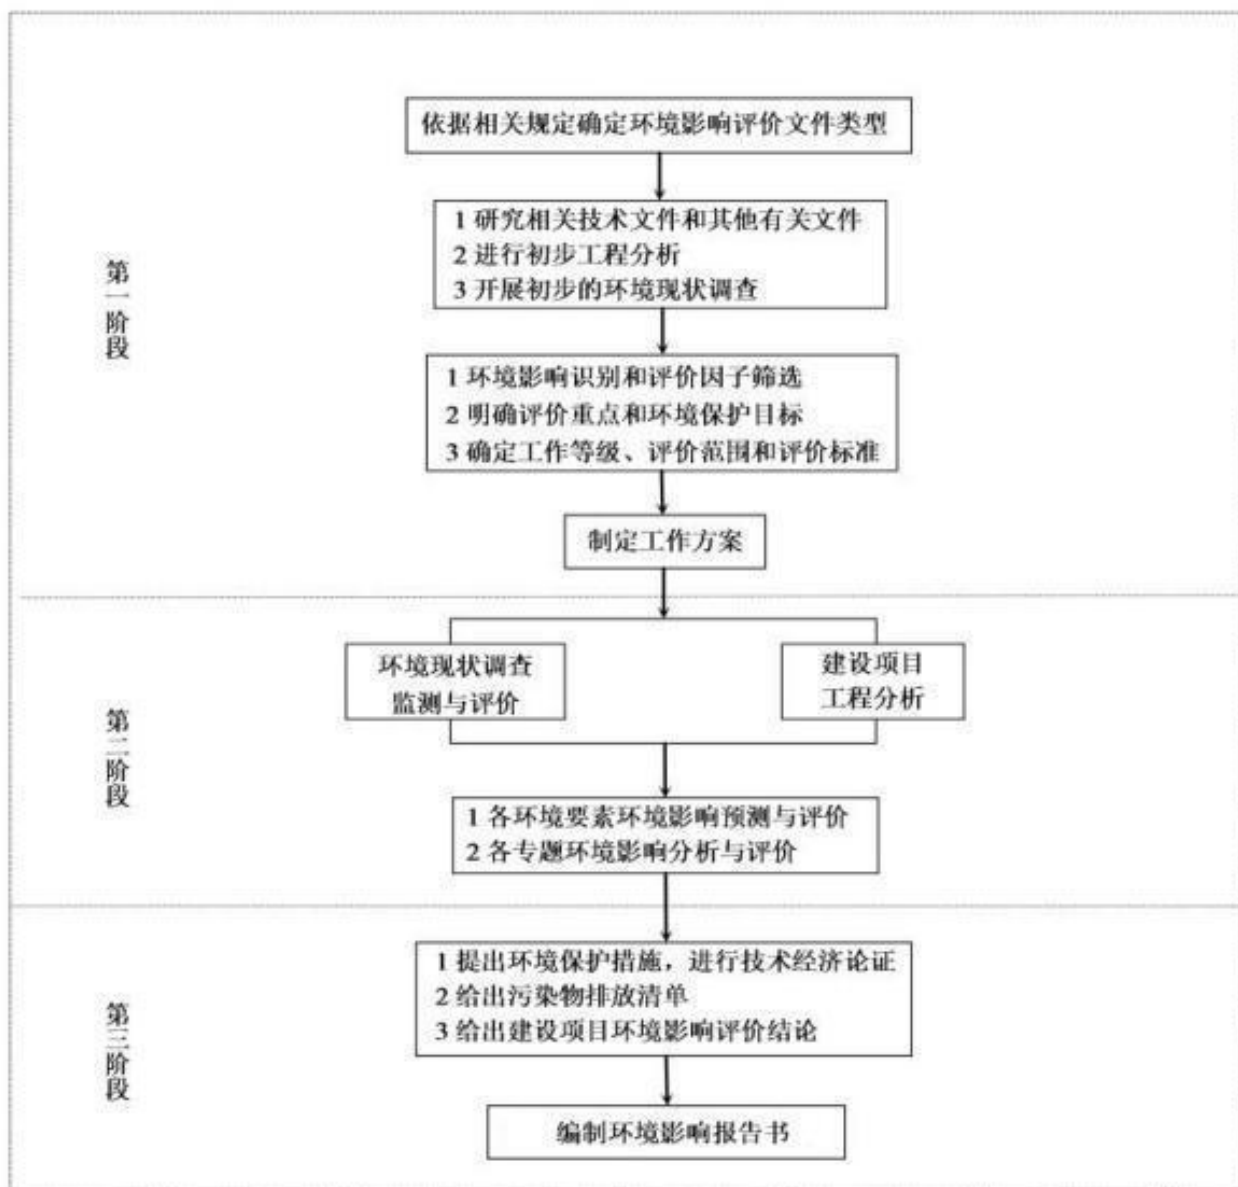 依据相关规定确定环境影响评价文件类型
1 研究相关技术文件和其他有关文件
2 进行初步工程分析
3 开展初步的环境现状调查
第一阶段
1 环境影响识别和评价因子筛选
2 明确评价重点和环境保护目标
3 确定工作等级、评价范围和评价标准
制定工作方案
环境现状调查
监测与评价
建设项目
工程分析
第二阶段
1 各环境要素环境影响预测与评价
2 各专题环境影响分析与评价
1 提出环境保护措施，进行技术经济论证
2 给出污染物排放清单
3 给出建设项目环境影响评价结论
第三阶段
编制环境影响报告书